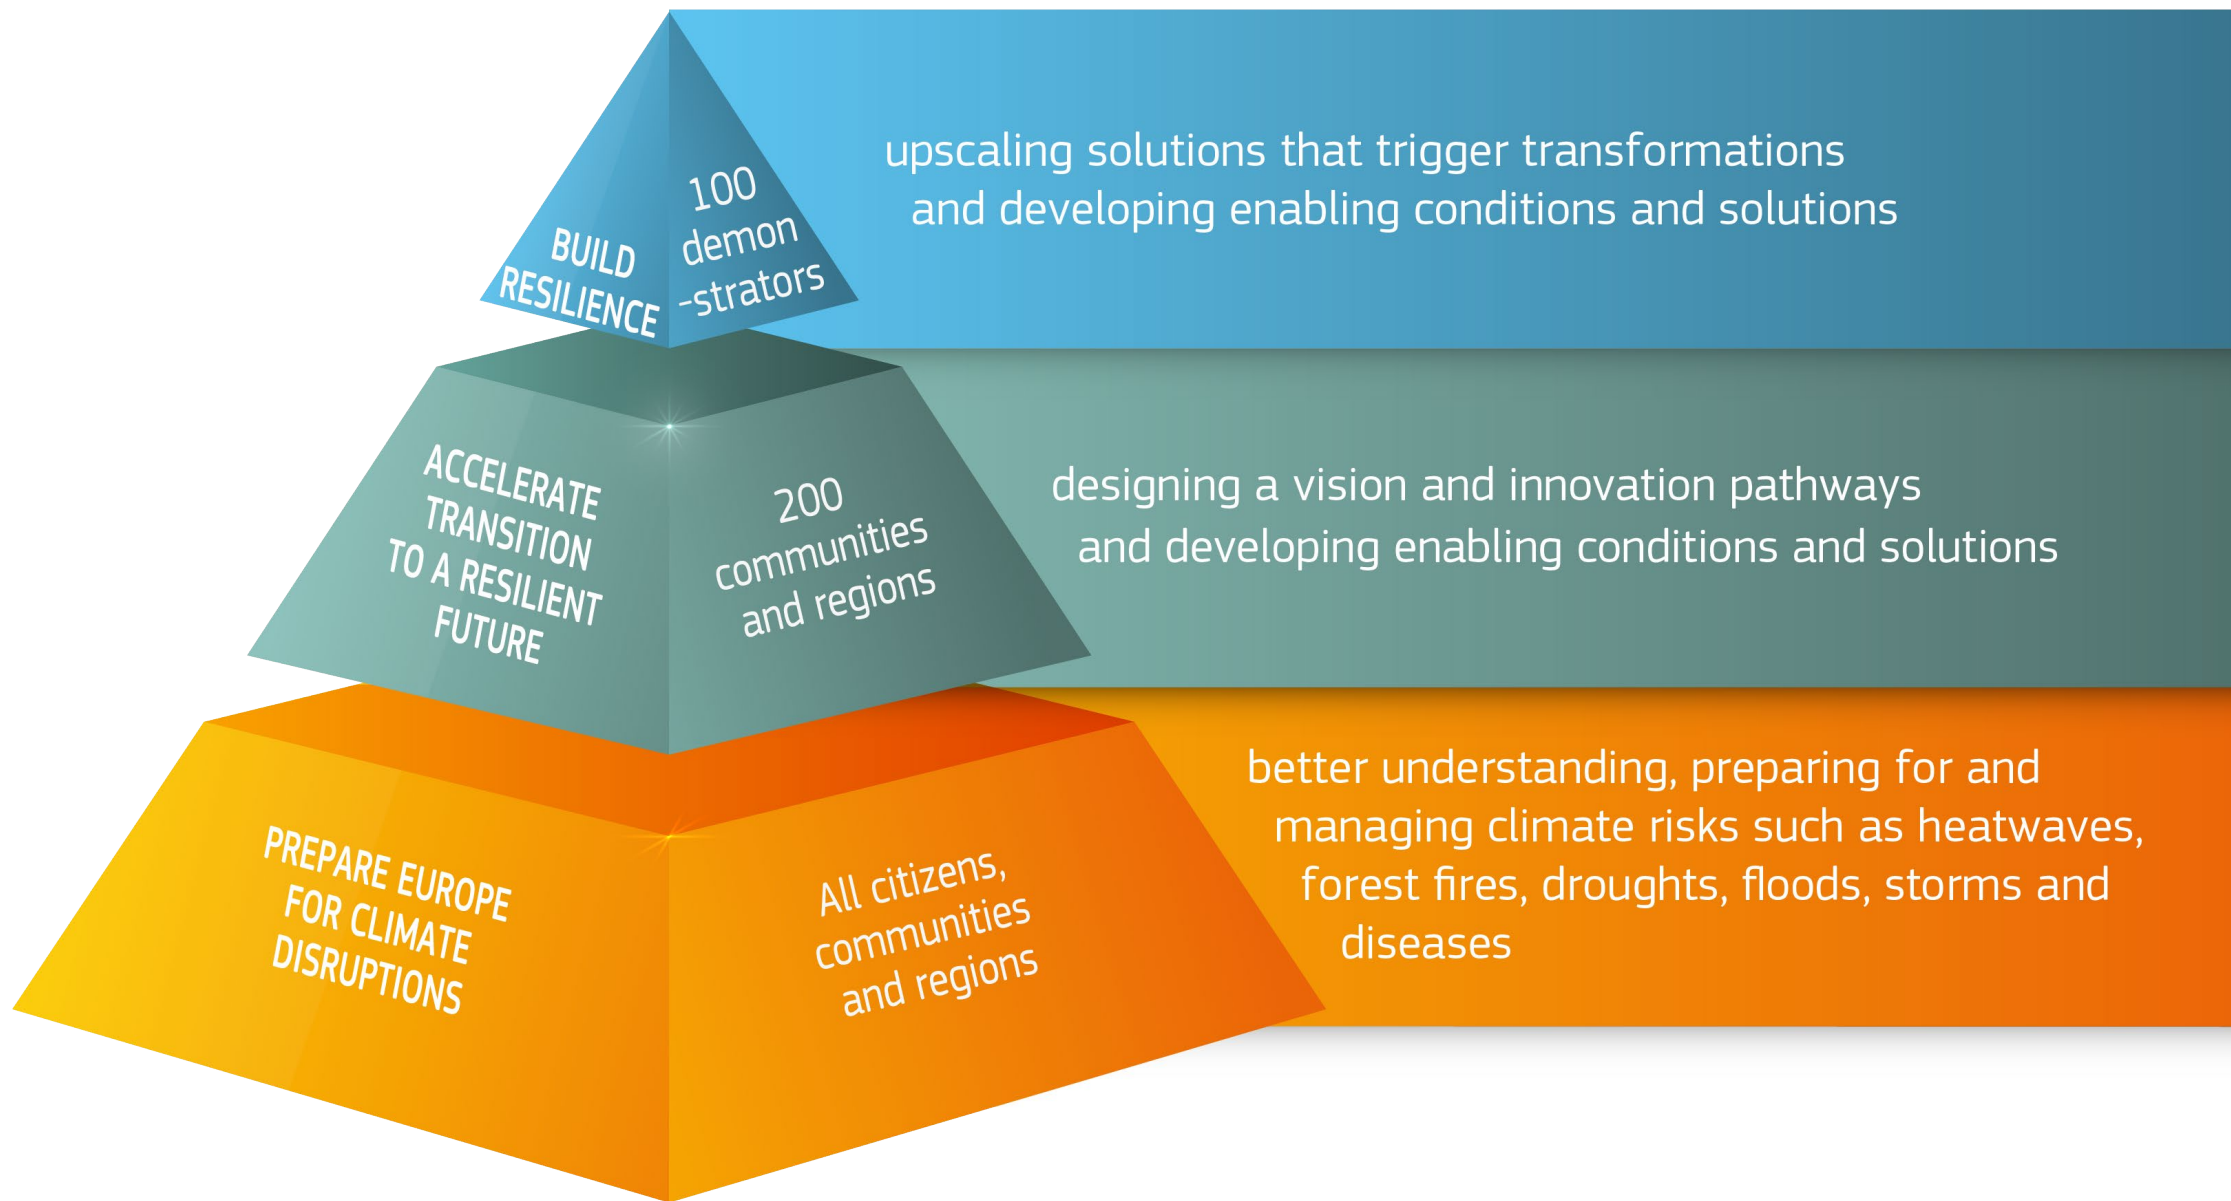 BUILD
RESILIENCE
100
demon
-strators
upscaling solutions that trigger transformations
and developing enabling conditions and solutions
ACCELERATE
TRANSITION
TO A RESILIENT
FUTURE
200
communities
and regions
designing a vision and innovation pathways
and developing enabling conditions and solutions
PREPARE EUROPE
FOR CLIMATE
DISRUPTIONS
All citizens,
communities
and regions
better understanding, preparing for and
managing climate risks such as heatwaves,
forest fires, droughts, floods, storms and
diseases